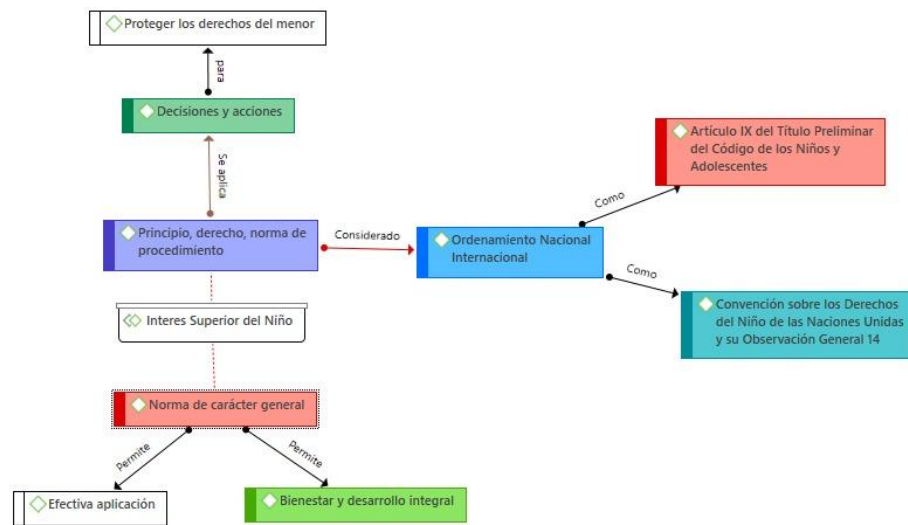 Proteger los derechos del menor
para
Decisiones y acciones
Se aplica
Artículo IX del Título Preliminar
del Código de los Niños y
Adolescentes
Como
Principio, derecho, norma de
procedimiento
Considerado
Ordenamiento Nacional
Internacional
Como
Convención sobre los Derechos
del Niño de las Naciones Unidas
y su Observación General 14
Interes Superior del Niño
Norma de carácter general
Permite
Permite
Efectiva aplicación
Bienestar y desarrollo integral